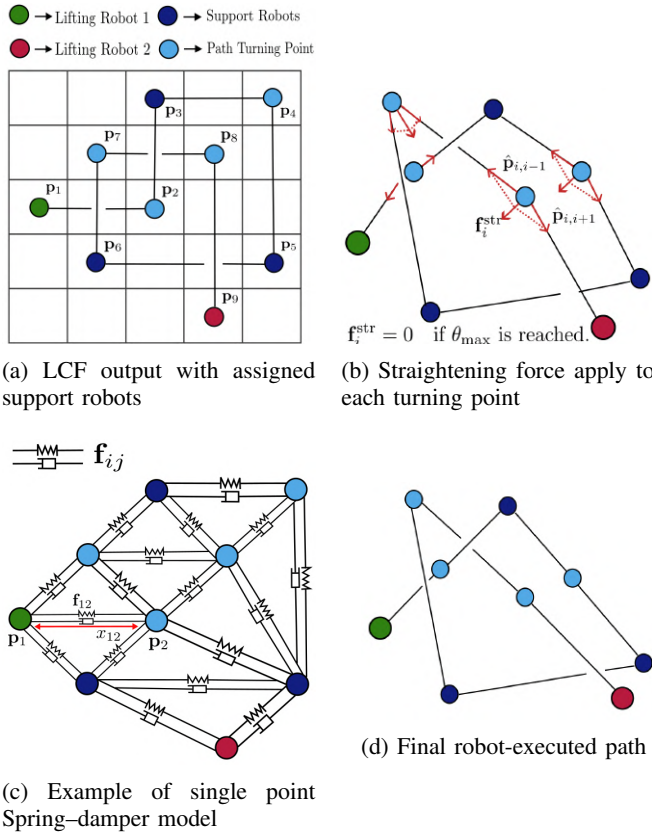 → Lifting Robot 1 → Support Robots
→ Lifting Robot 2 → Path Turning Point
p₃ p₄
p₇ p₈
p₁ p₂
p₆ p₅
p₉
(a) LCF output with assigned
support robots
p̂ᵢ,ᵢ₋₁
fᵢˢᵗʳ p̂ᵢ,ᵢ₊₁
fᵢˢᵗʳ = 0 if θₘₐₓ is reached.
(b) Straightening force apply to
each turning point
fᵢⱼ
f₁₂
p₁ x₁₂ p₂
(c) Example of single point
Spring–damper model
(d) Final robot-executed path